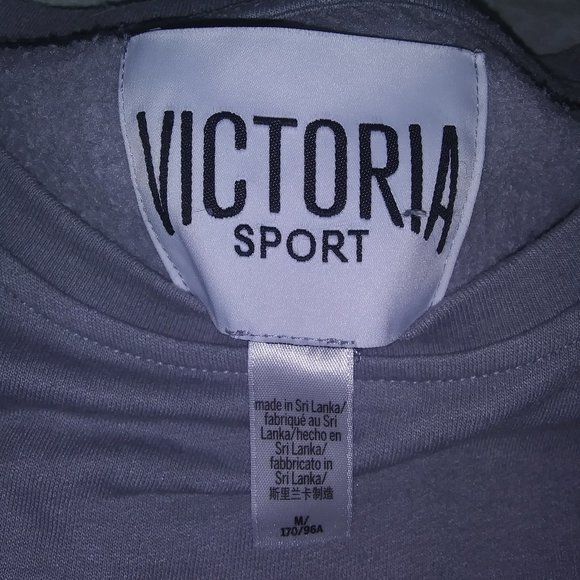 VICTORIA
SPORT
made in Sri Lanka/
fabriqué au Sri
Lanka/hecho en
Sri Lanka/
fabbricato in
Sri Lanka/
斯里兰卡制造
M/
170/96A